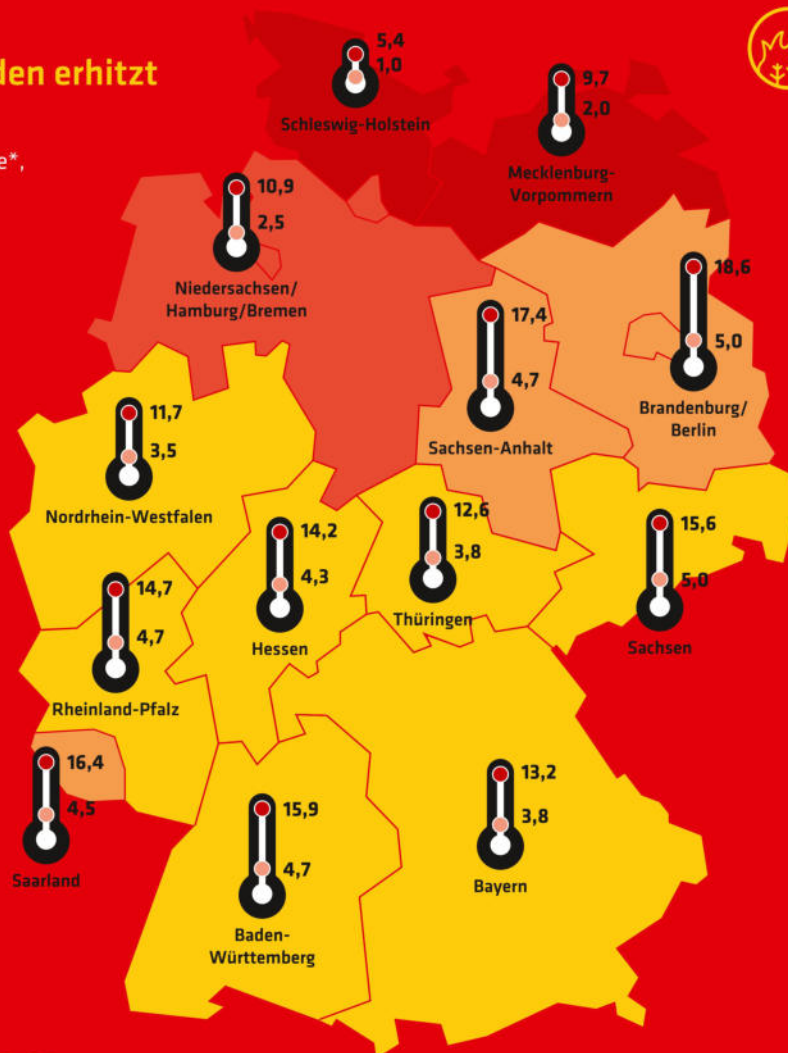 den erhitzt
e*,
5,4
1,0
Schleswig-Holstein
9,7
2,0
Mecklenburg-
Vorpommern
10,9
2,5
Niedersachsen/
Hamburg/Bremen
17,4
4,7
Sachsen-Anhalt
18,6
5,0
Brandenburg/
Berlin
11,7
3,5
Nordrhein-Westfalen
14,2
4,3
Hessen
12,6
3,8
Thüringen
15,6
5,0
Sachsen
14,7
4,7
Rheinland-Pfalz
16,4
4,5
Saarland
15,9
4,7
Baden-
Württemberg
13,2
3,8
Bayern